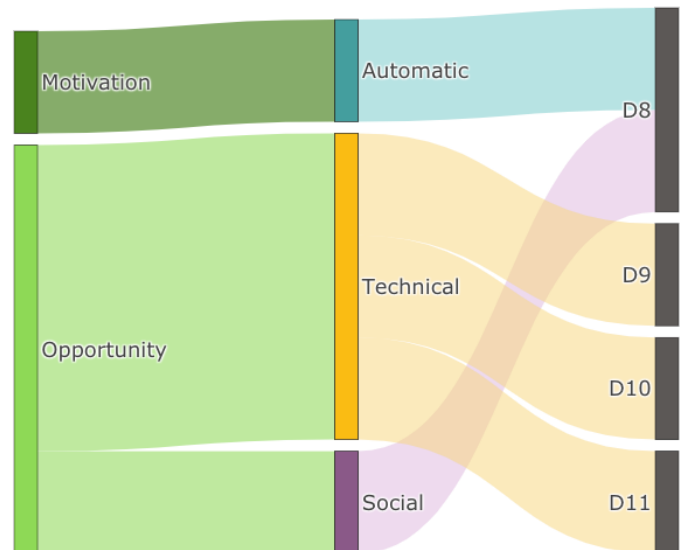 Motivation
Automatic
D8
D9
Technical
Opportunity
D10
Social
D11